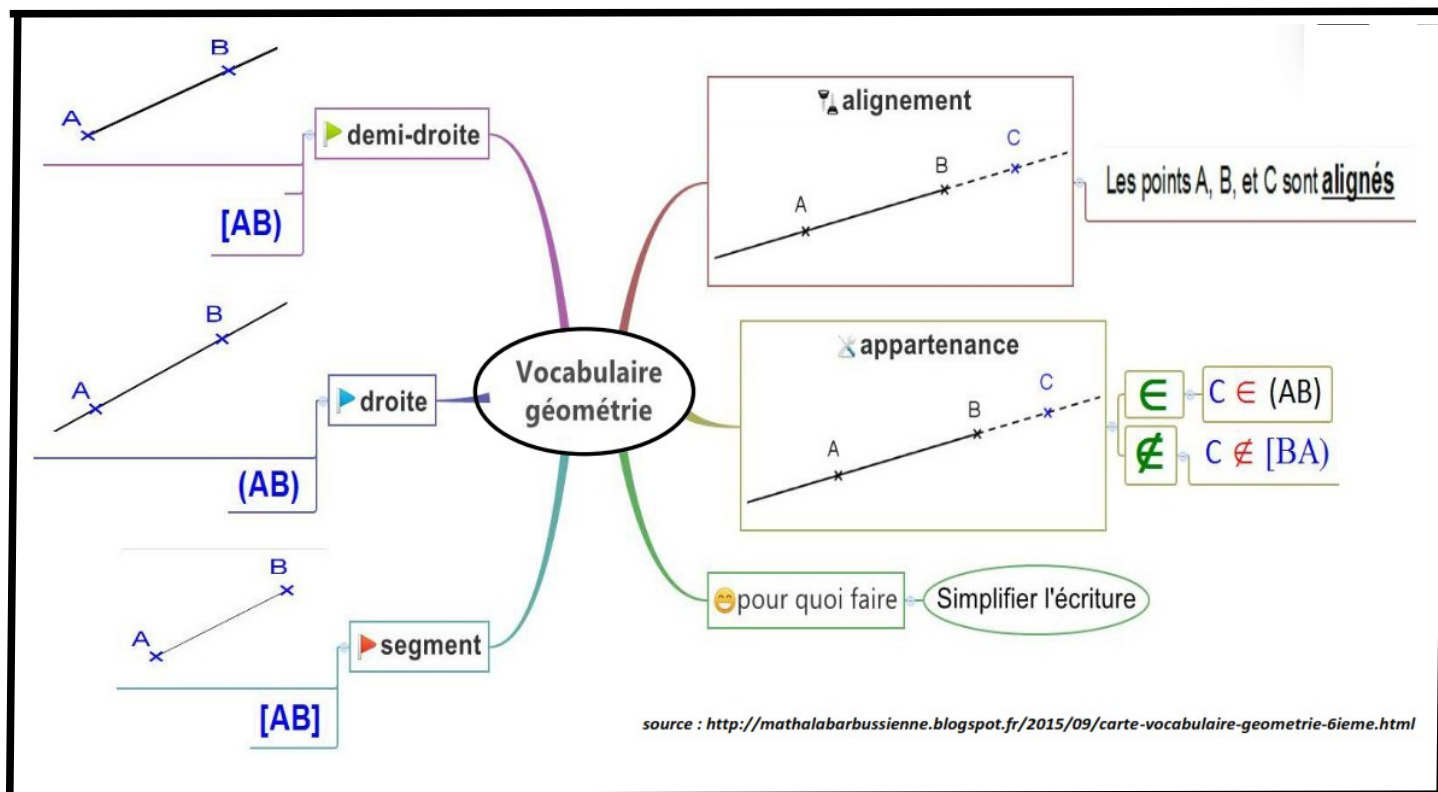 Vocabulaire
géométrie
demi-droite
A
B
[AB)
droite
A
B
(AB)
segment
A
B
[AB]
alignement
A
B
C
Les points A, B, et C sont alignés
appartenance
A
B
C
∈
C ∈ (AB)
∉
C ∉ [BA)
pour quoi faire
Simplifier l'écriture
source : http://mathalabarbussienne.blogspot.fr/2015/09/carte-vocabulaire-geometrie-6ieme.html